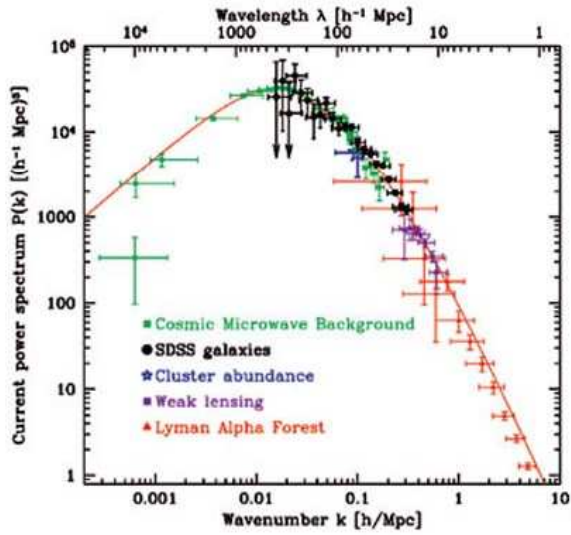 Wavelength λ [h⁻¹ Mpc]
10⁴ 1000 100 10 1
Current power spectrum P(k) [(h⁻¹ Mpc)³]
10⁵
10⁴
1000
100
10
1
Cosmic Microwave Background
SDSS galaxies
Cluster abundance
Weak lensing
Lyman Alpha Forest
0.001 0.01 0.1 1 10
Wavenumber k [h/Mpc]